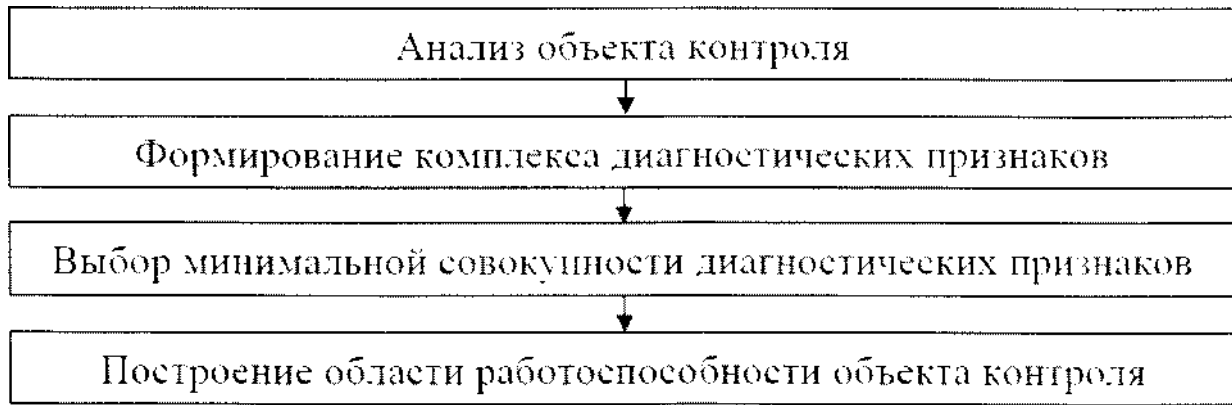 Анализ объекта контроля
Формирование комплекса диагностических признаков
Выбор минимальной совокупности диагностических признаков
Построение области работоспособности объекта контроля